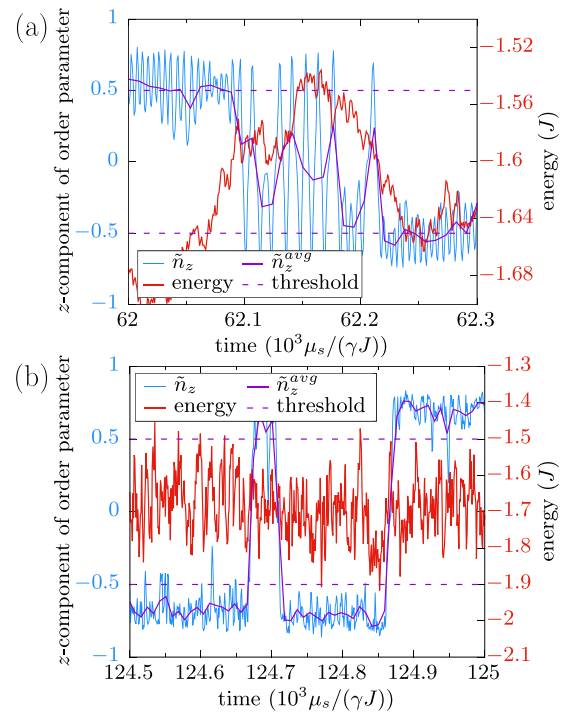 (a)
z-component of order parameter
1
0.5
0
−0.5
−1
−1.52
−1.56
−1.6
−1.64
−1.68
energy (J)
ñz ñz^avg
energy threshold
62 62.1 62.2 62.3
time (10³μs/(γJ))
(b)
z-component of order parameter
1
0.5
0
−0.5
−1
−1.3
−1.4
−1.5
−1.6
−1.7
−1.8
−1.9
−2
−2.1
energy (J)
ñz ñz^avg
energy threshold
124.5 124.6 124.7 124.8 124.9 125
time (10³μs/(γJ))